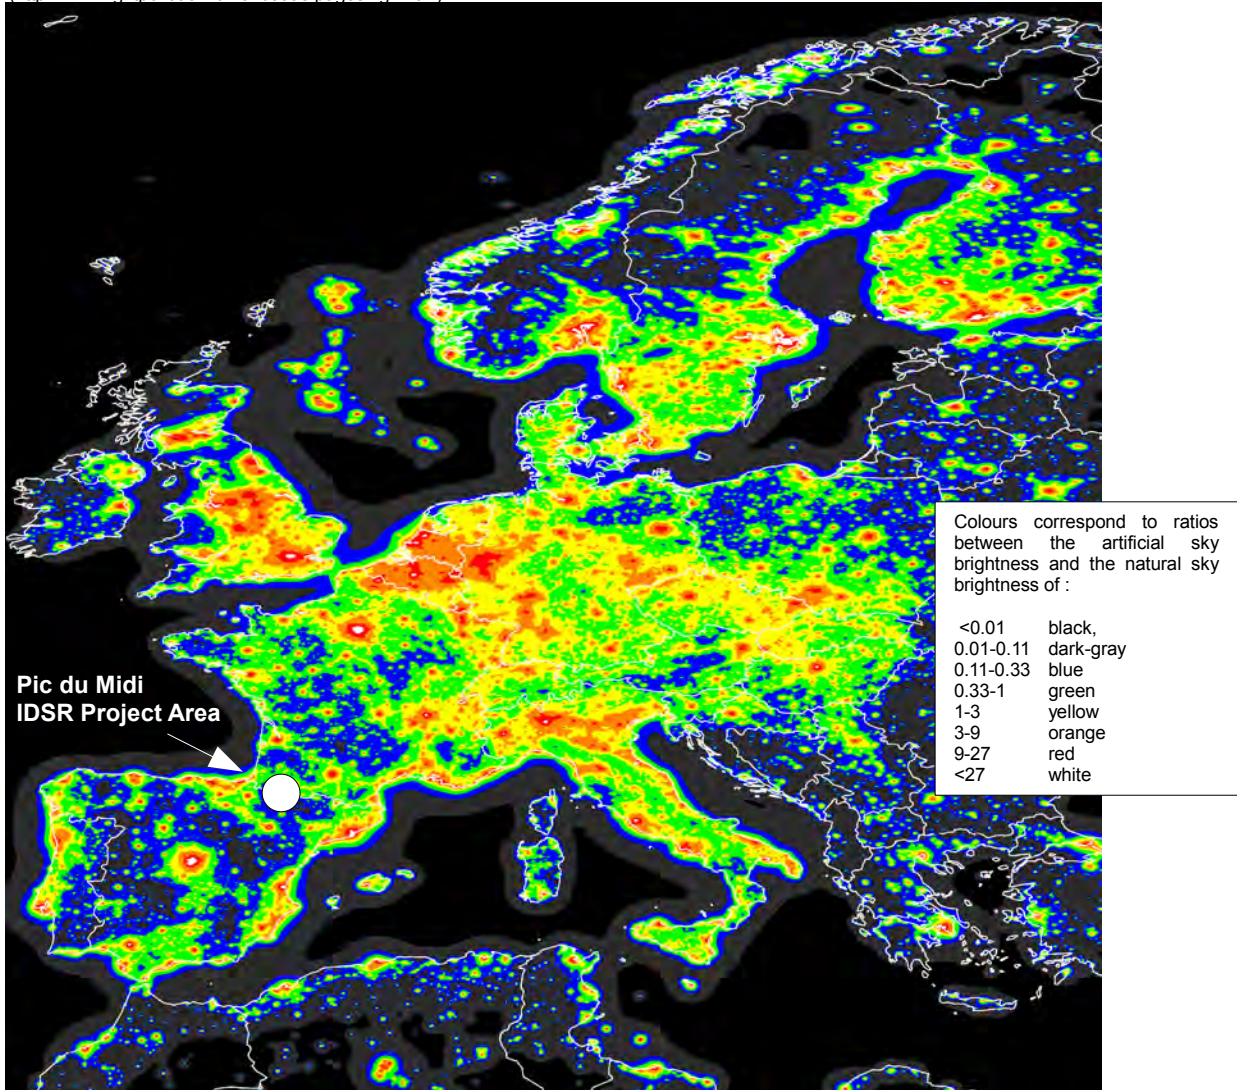 Pic du Midi
IDSR Project Area
Colours correspond to ratios
between the artificial sky
brightness and the natural sky
brightness of :
<0.01 black,
0.01-0.11 dark-gray
0.11-0.33 blue
0.33-1 green
1-3 yellow
3-9 orange
9-27 red
<27 white